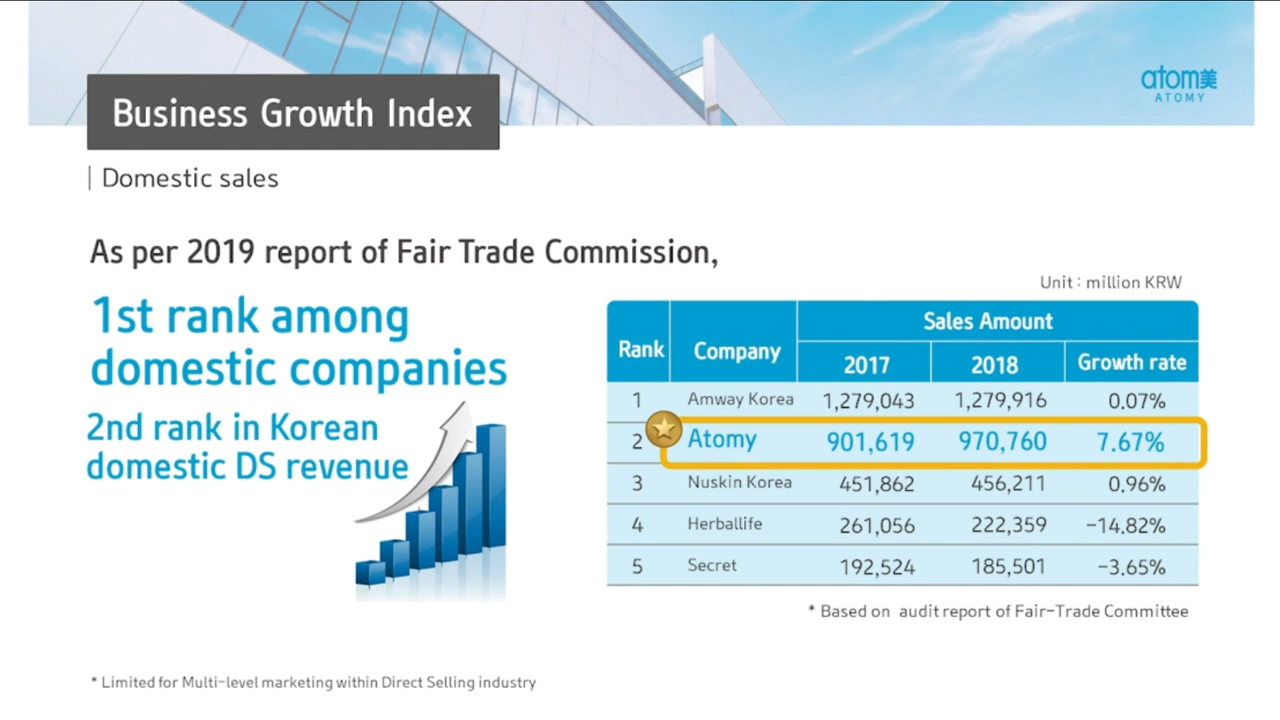 atom美
ATOMY
Business Growth Index
| Domestic sales
As per 2019 report of Fair Trade Commission,
1st rank among
domestic companies
2nd rank in Korean
domestic DS revenue
Unit : million KRW
Rank Company Sales Amount
2017 2018 Growth rate
1 Amway Korea 1,279,043 1,279,916 0.07%
2 Atomy 901,619 970,760 7.67%
3 Nuskin Korea 451,862 456,211 0.96%
4 Herballife 261,056 222,359 -14.82%
5 Secret 192,524 185,501 -3.65%
* Based on audit report of Fair-Trade Committee
* Limited for Multi-level marketing within Direct Selling industry